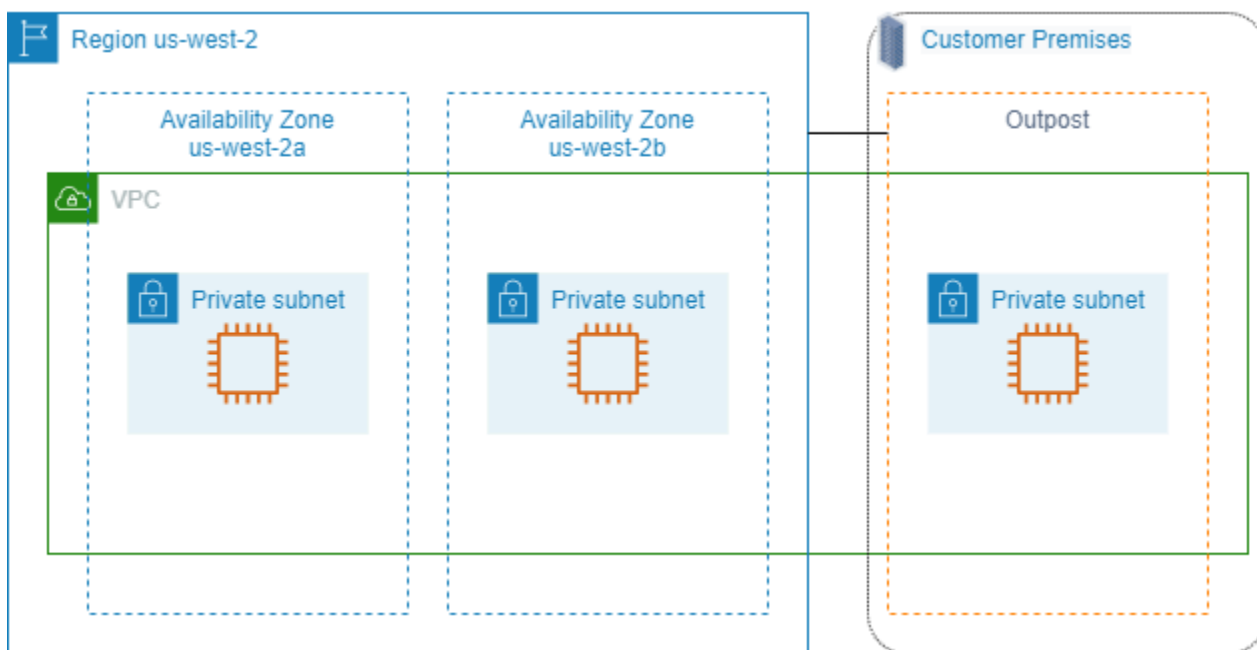 Region us-west-2
Customer Premises
Availability Zone
us-west-2a
Availability Zone
us-west-2b
Outpost
VPC
Private subnet
Private subnet
Private subnet